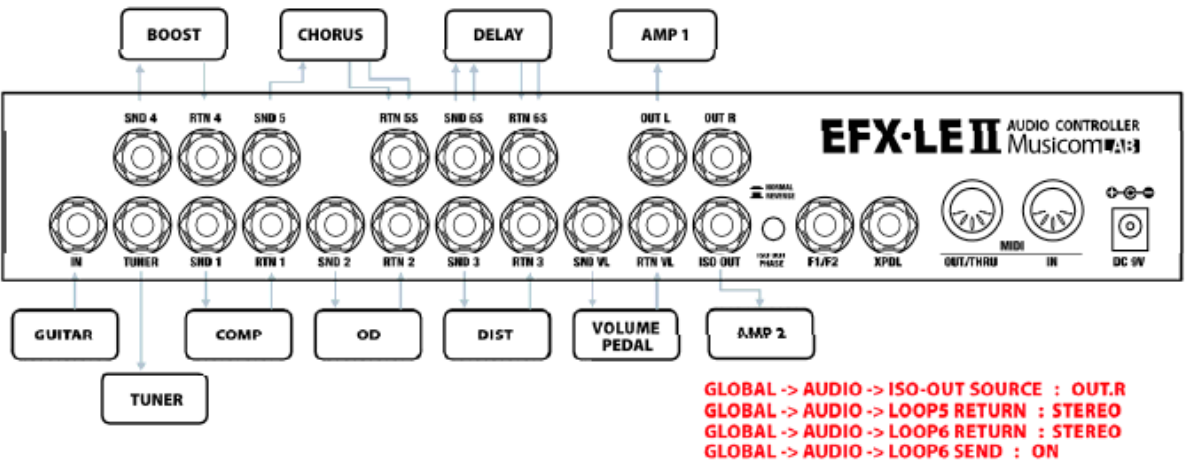 BOOST CHORUS DELAY AMP 1
SND 4 RTN 4 SND 5 RTN 5S SND 6S RTN 6S OUT L OUT R
EFX-LE II AUDIO CONTROLLER
MusicomLAB
NORMAL
REVERSE
IN TUNER SND 1 RTN 1 SND 2 RTN 2 SND 3 RTN 3 SND VL RTN VL ISO OUT ISO OUT PHASE F1/F2 XPDL
MIDI
OUT/THRU IN DC 9V
GUITAR COMP OD DIST VOLUME PEDAL AMP 2
TUNER
GLOBAL -> AUDIO -> ISO-OUT SOURCE : OUT.R
GLOBAL -> AUDIO -> LOOP5 RETURN : STEREO
GLOBAL -> AUDIO -> LOOP6 RETURN : STEREO
GLOBAL -> AUDIO -> LOOP6 SEND : ON